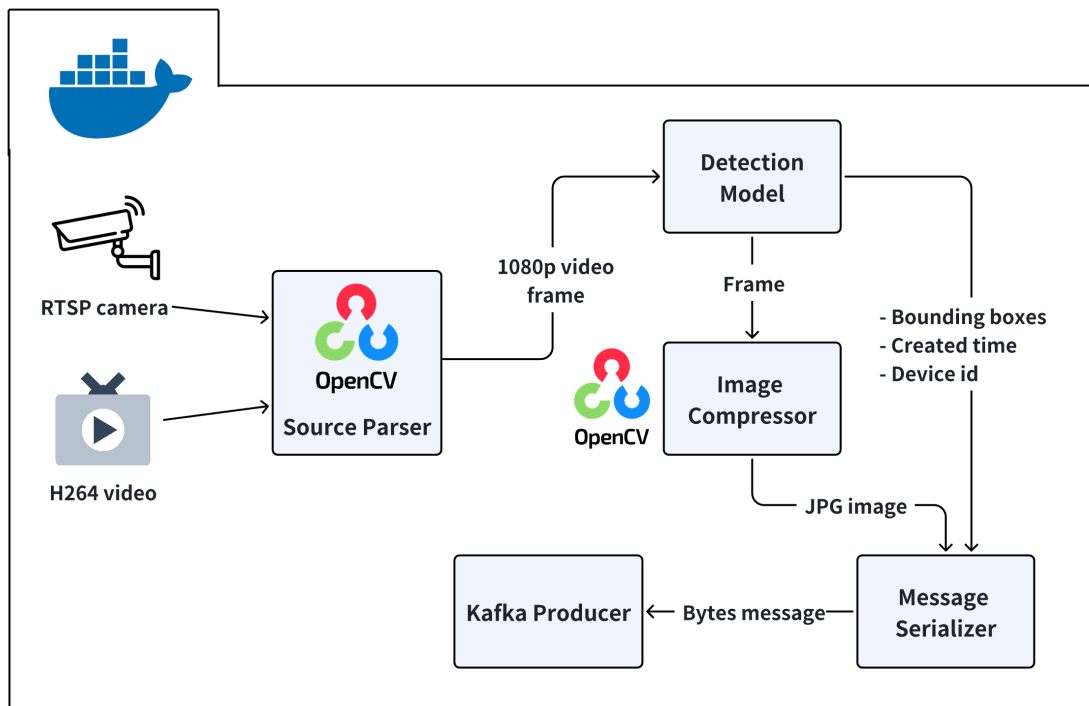 Detection
Model
1080p video
frame
RTSP camera
Frame
- Bounding boxes
- Created time
- Device id
OpenCV
Source Parser
Image
Compressor
OpenCV
H264 video
JPG image
Kafka Producer
Bytes message
Message
Serializer